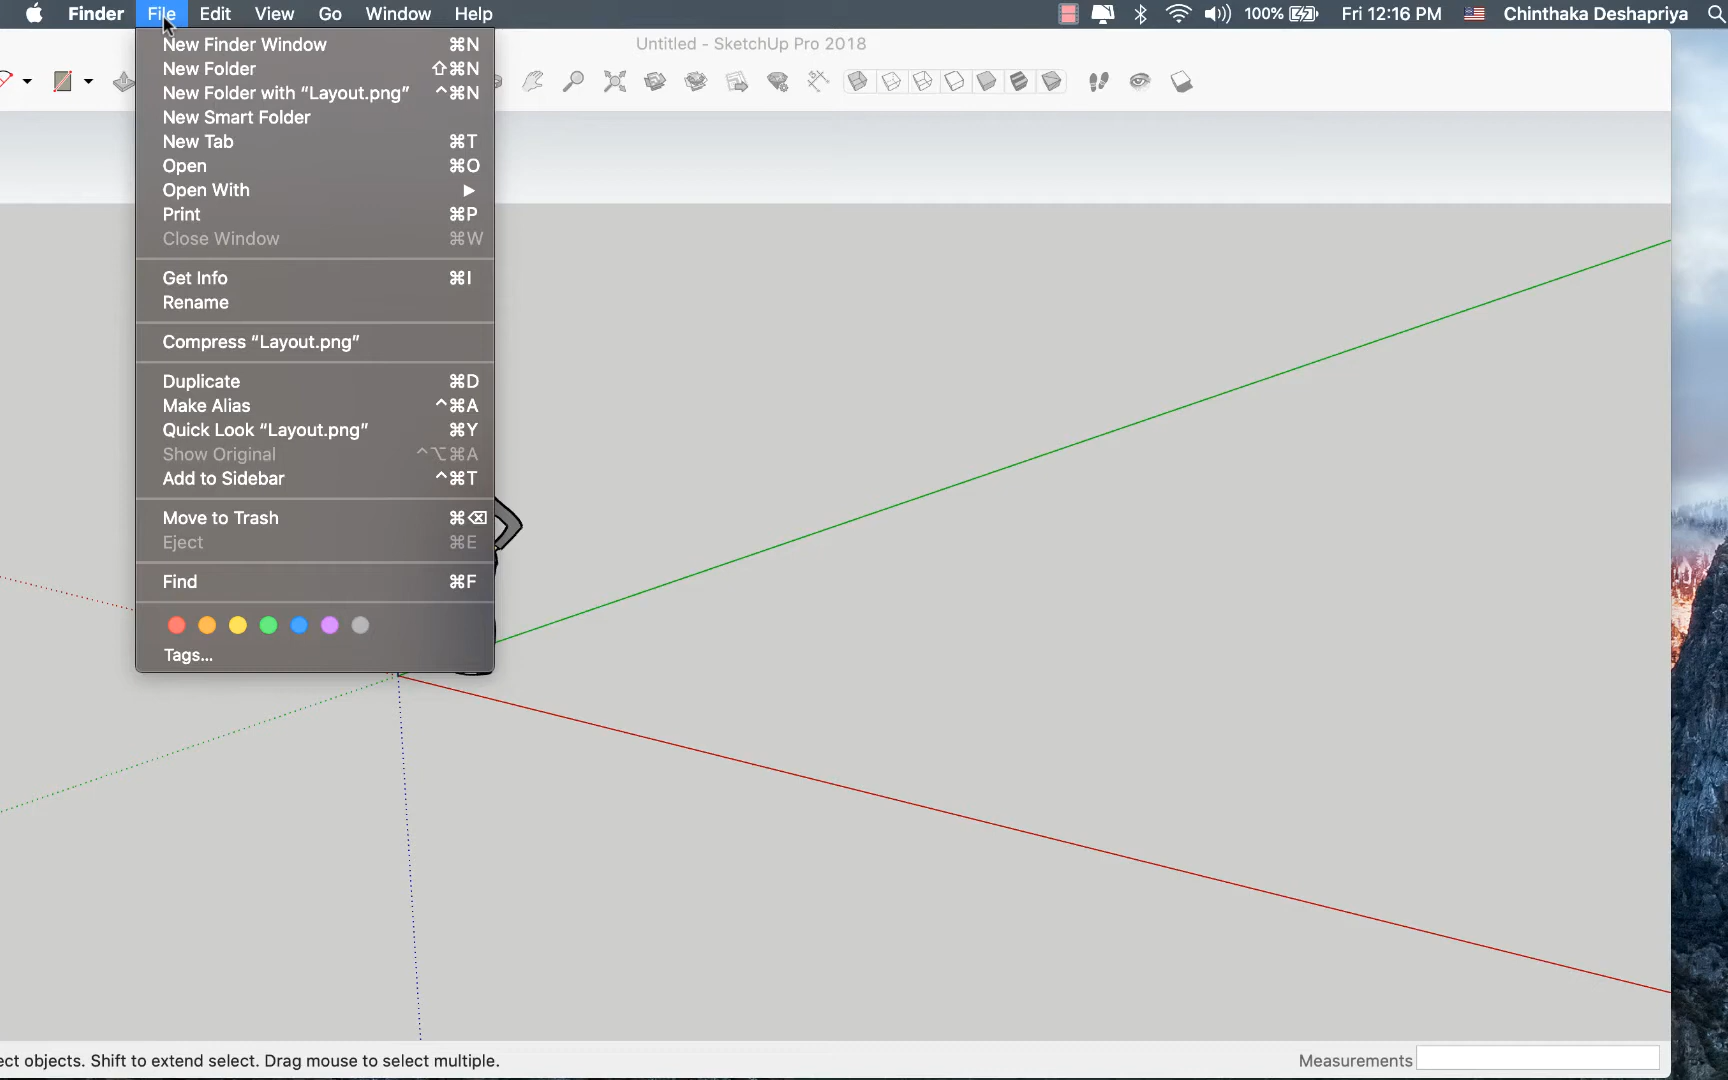 Finder File Edit View Go Window Help 100% Fri 12:16 PM Chinthaka Deshapriya
Untitled - SketchUp Pro 2018
New Finder Window ⌘N
New Folder ⇧⌘N
New Folder with “Layout.png” ^⌘N
New Smart Folder
New Tab ⌘T
Open ⌘O
Open With ▶
Print ⌘P
Close Window ⌘W
Get Info ⌘I
Rename
Compress “Layout.png”
Duplicate ⌘D
Make Alias ^⌘A
Quick Look “Layout.png” ⌘Y
Show Original ^⌥⌘A
Add to Sidebar ^⌘T
Move to Trash ⌘⌫
Eject ⌘E
Find ⌘F
Tags...
ect objects. Shift to extend select. Drag mouse to select multiple. Measurements